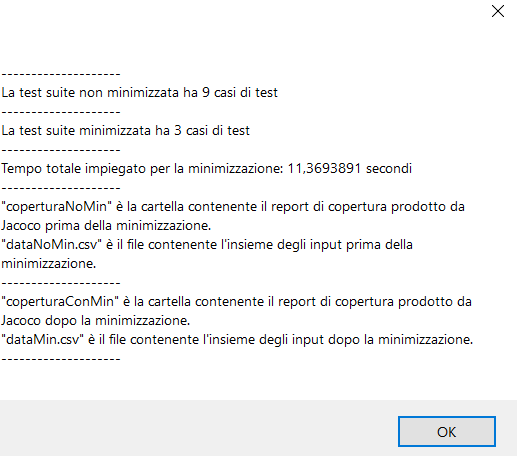 --------------------
La test suite non minimizzata ha 9 casi di test
--------------------
La test suite minimizzata ha 3 casi di test
--------------------
Tempo totale impiegato per la minimizzazione: 11,3693891 secondi
--------------------
"coperturaNoMin" è la cartella contenente il report di copertura prodotto da
Jacoco prima della minimizzazione.
"dataNoMin.csv" è il file contenente l'insieme degli input prima della
minimizzazione.
--------------------
"coperturaConMin" è la cartella contenente il report di copertura prodotto da
Jacoco dopo la minimizzazione.
"dataMin.csv" è il file contenente l'insieme degli input dopo la minimizzazione.
--------------------
OK